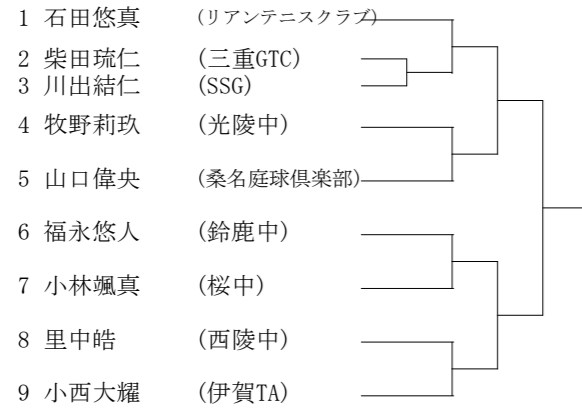 1 石田悠真 (リアンテニスクラブ)
2 柴田琉仁 (三重GTC)
3 川出結仁 (SSG)
4 牧野莉玖 (光陵中)
5 山口偉央 (桑名庭球倶楽部)
6 福永悠人 (鈴鹿中)
7 小林颯真 (桜中)
8 里中皓 (西陵中)
9 小西大耀 (伊賀TA)